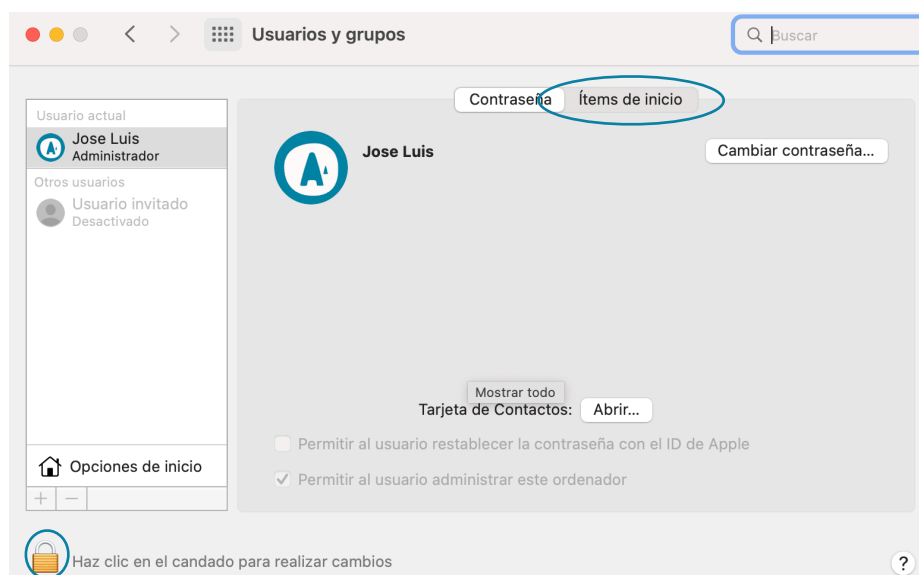 Usuarios y grupos
Buscar
Contraseña
Ítems de inicio
Usuario actual
Jose Luis
Administrador
Otros usuarios
Usuario invitado
Desactivado
Jose Luis
Cambiar contraseña...
Mostrar todo
Tarjeta de Contactos:
Abrir...
Permitir al usuario restablecer la contraseña con el ID de Apple
Permitir al usuario administrar este ordenador
Opciones de inicio
+ −
Haz clic en el candado para realizar cambios
?